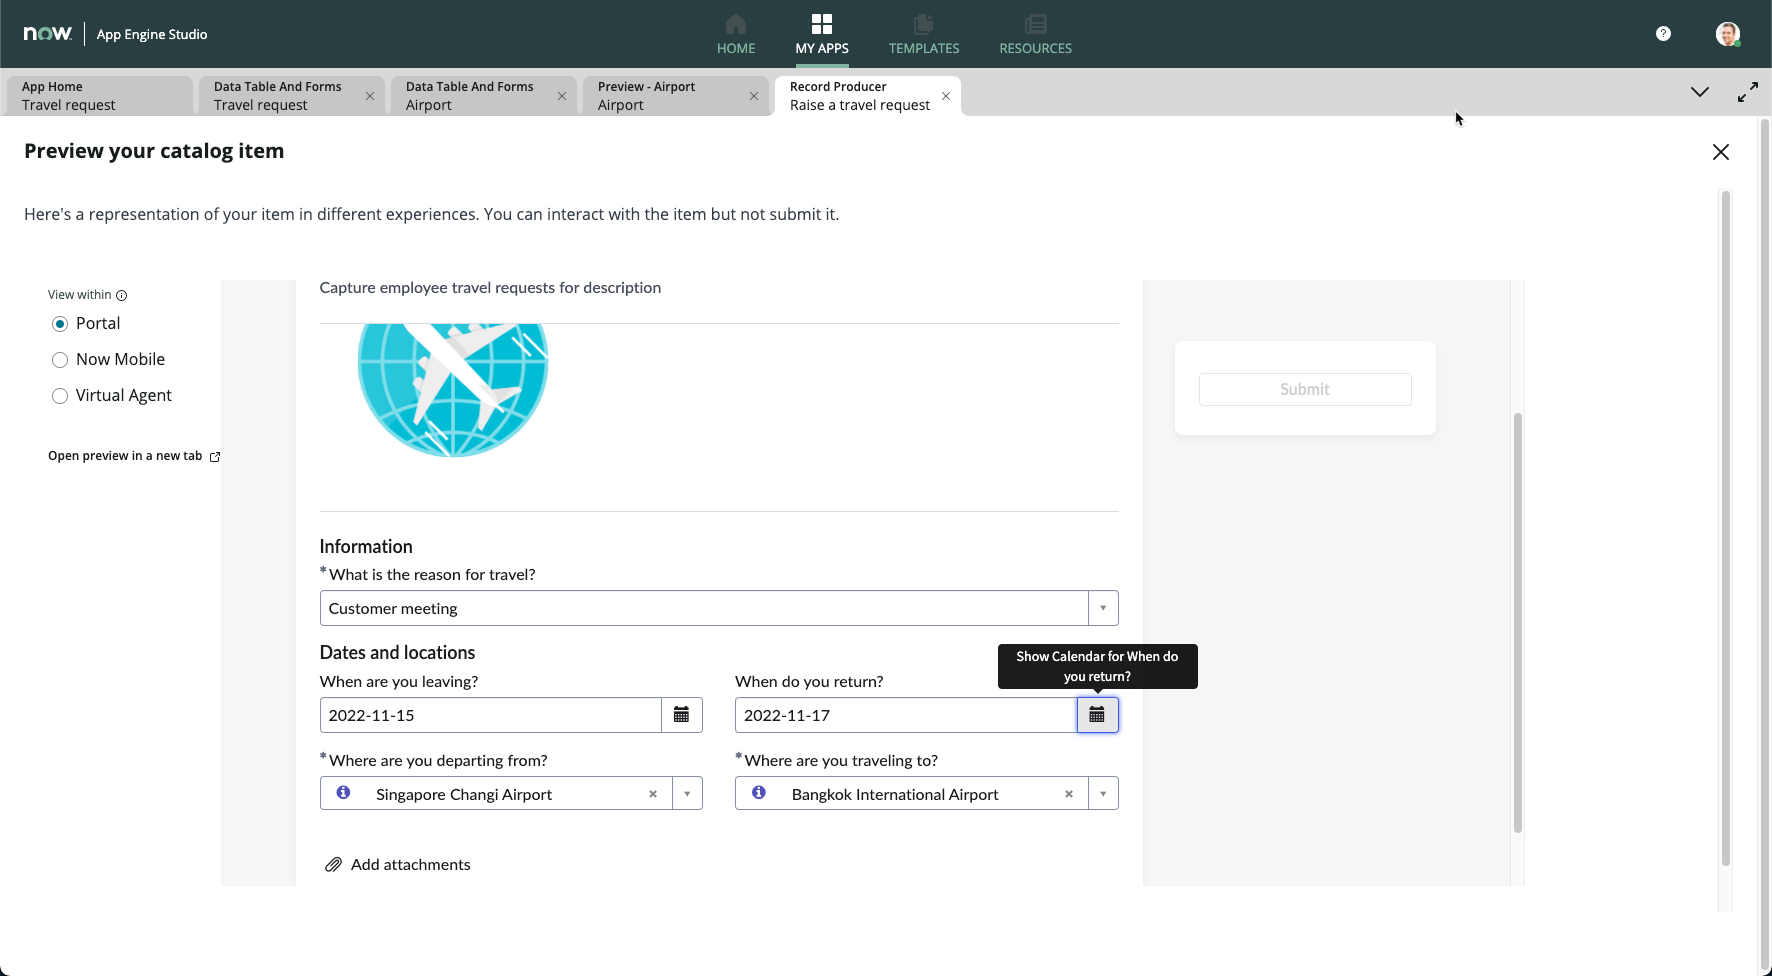 now. App Engine Studio
HOME MY APPS TEMPLATES RESOURCES
?
App Home
Travel request
Data Table And Forms
Travel request
Data Table And Forms
Airport
Preview - Airport
Airport
Record Producer
Raise a travel request
Preview your catalog item
Here's a representation of your item in different experiences. You can interact with the item but not submit it.
View within
Portal
Now Mobile
Virtual Agent
Open preview in a new tab
Capture employee travel requests for description
Submit
Information
*What is the reason for travel?
Customer meeting
Dates and locations
Show Calendar for When do
you return?
When are you leaving?
2022-11-15
When do you return?
2022-11-17
*Where are you departing from?
Singapore Changi Airport
*Where are you traveling to?
Bangkok International Airport
Add attachments